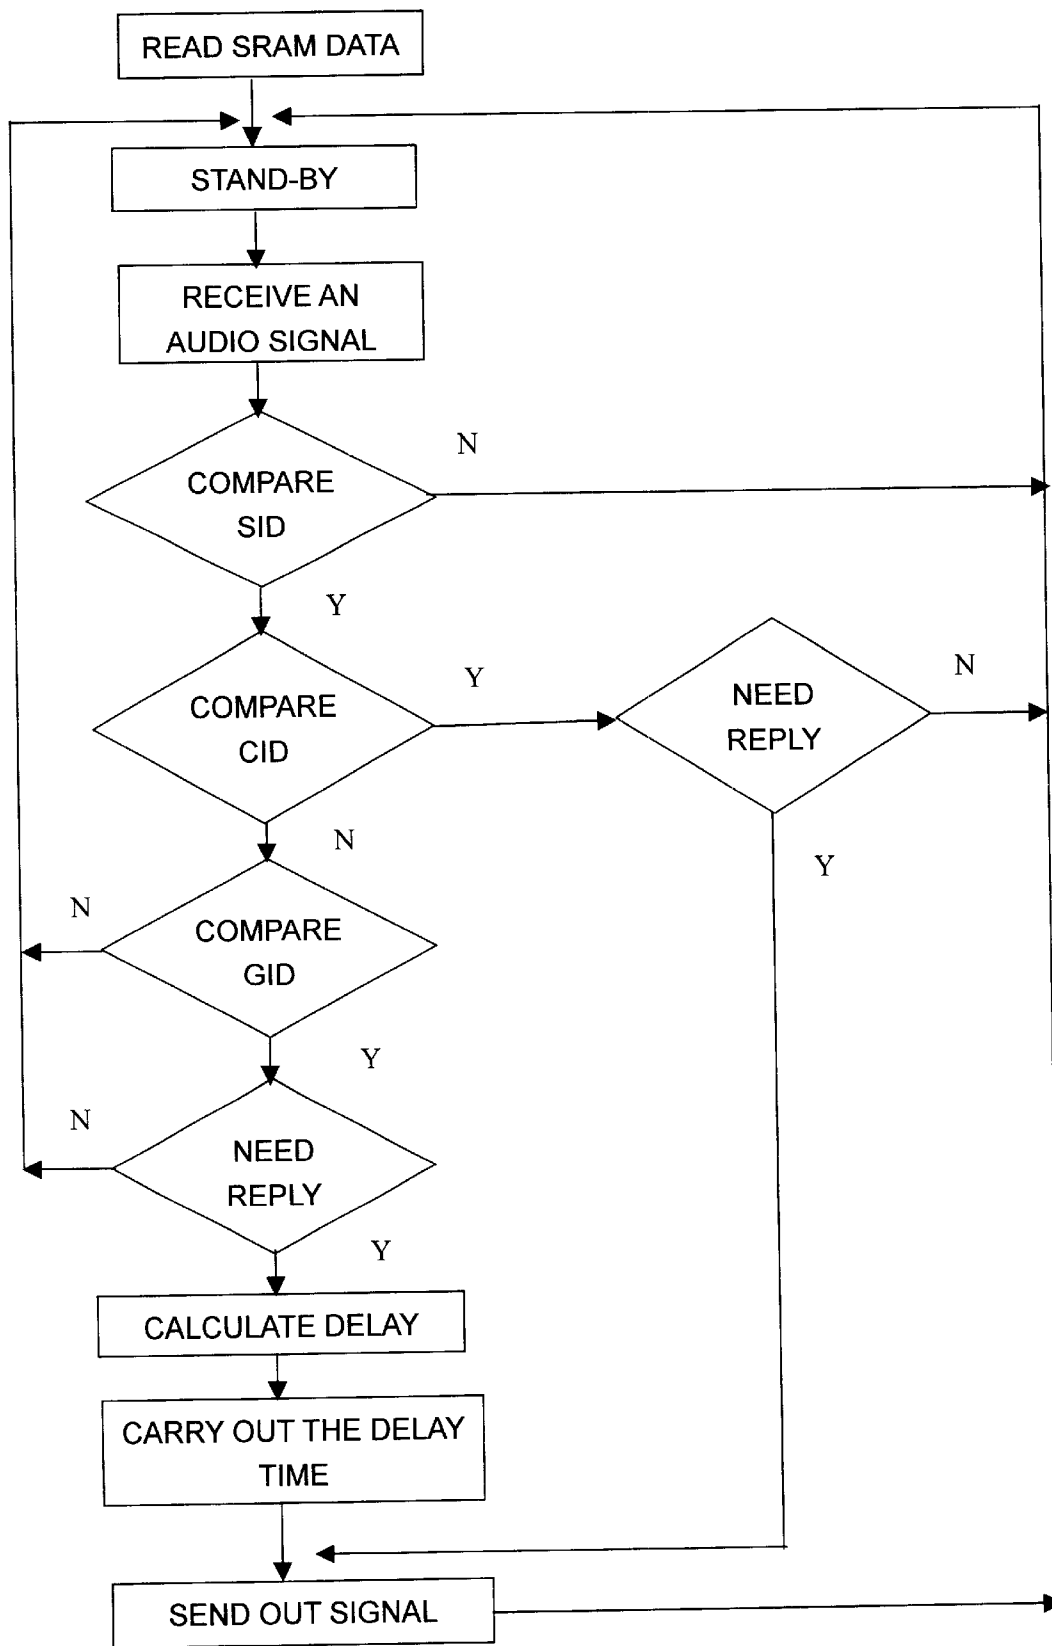 READ SRAM DATA
STAND-BY
RECEIVE AN
AUDIO SIGNAL
N
COMPARE
SID
Y
COMPARE
CID
Y
NEED
REPLY
N
N
Y
N
COMPARE
GID
Y
N
NEED
REPLY
Y
CALCULATE DELAY
CARRY OUT THE DELAY
TIME
SEND OUT SIGNAL